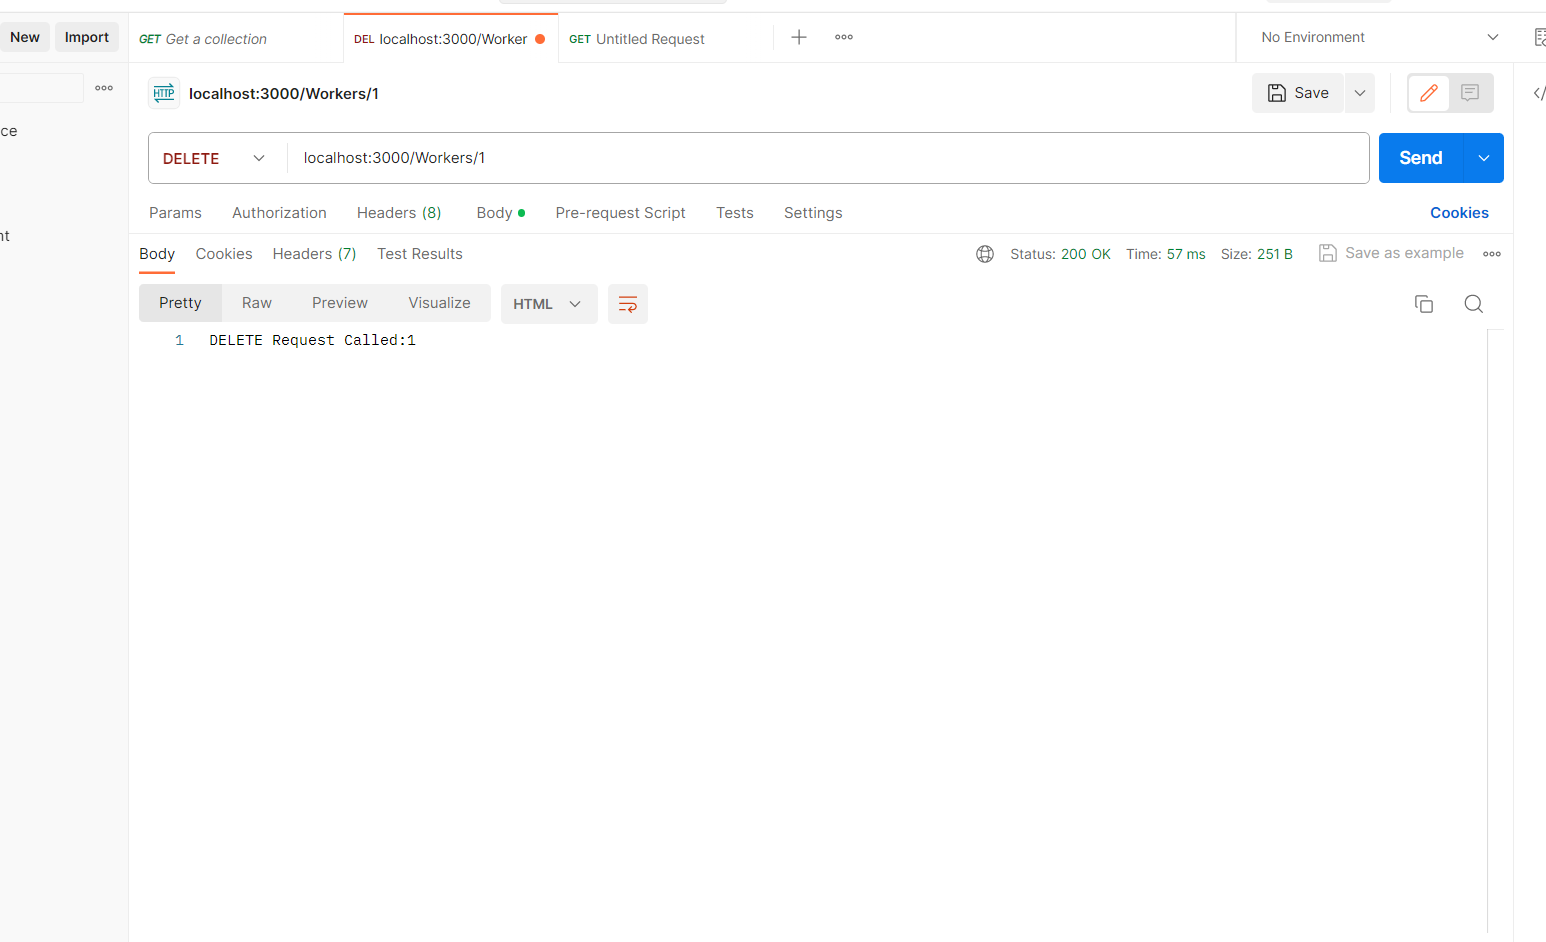 New Import GET Get a collection DEL localhost:3000/Worker GET Untitled Request No Environment
HTTP localhost:3000/Workers/1 Save
ce
DELETE localhost:3000/Workers/1 Send
Params Authorization Headers (8) Body Pre-request Script Tests Settings Cookies
nt
Body Cookies Headers (7) Test Results Status: 200 OK Time: 57 ms Size: 251 B Save as example
Pretty Raw Preview Visualize HTML
1 DELETE Request Called:1